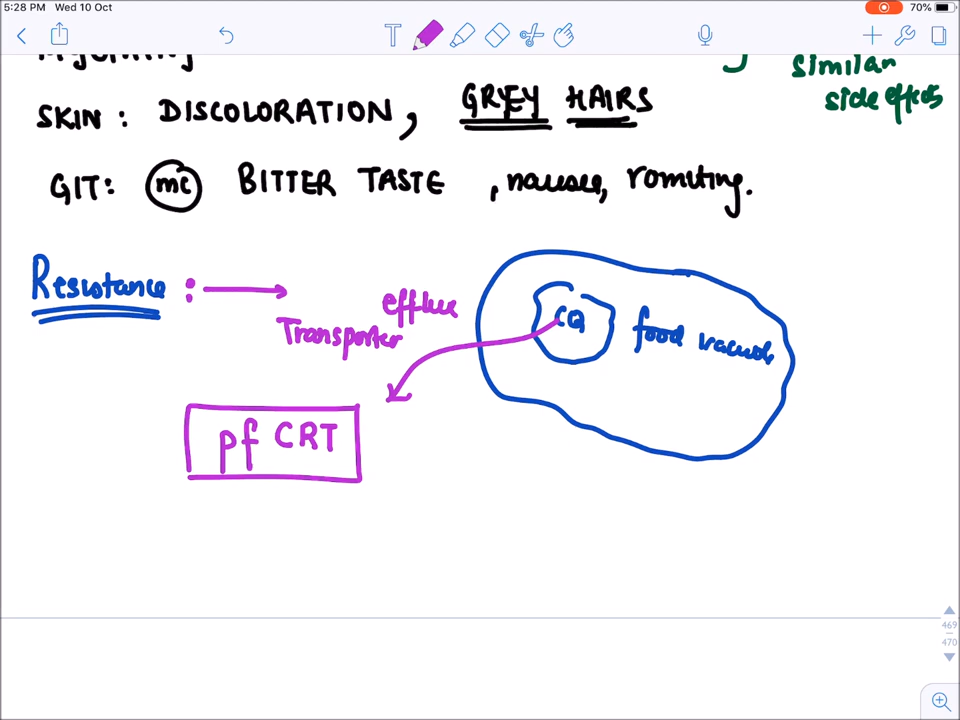 5:28 PM Wed 10 Oct
70%
similar
side effects
SKIN : DISCOLORATION, GREY HAIRS
GIT: mc BITTER TASTE , nausea, vomiting.
Resistance :
efflux
Transporter
CQ food vacuole
pf CRT
469
470